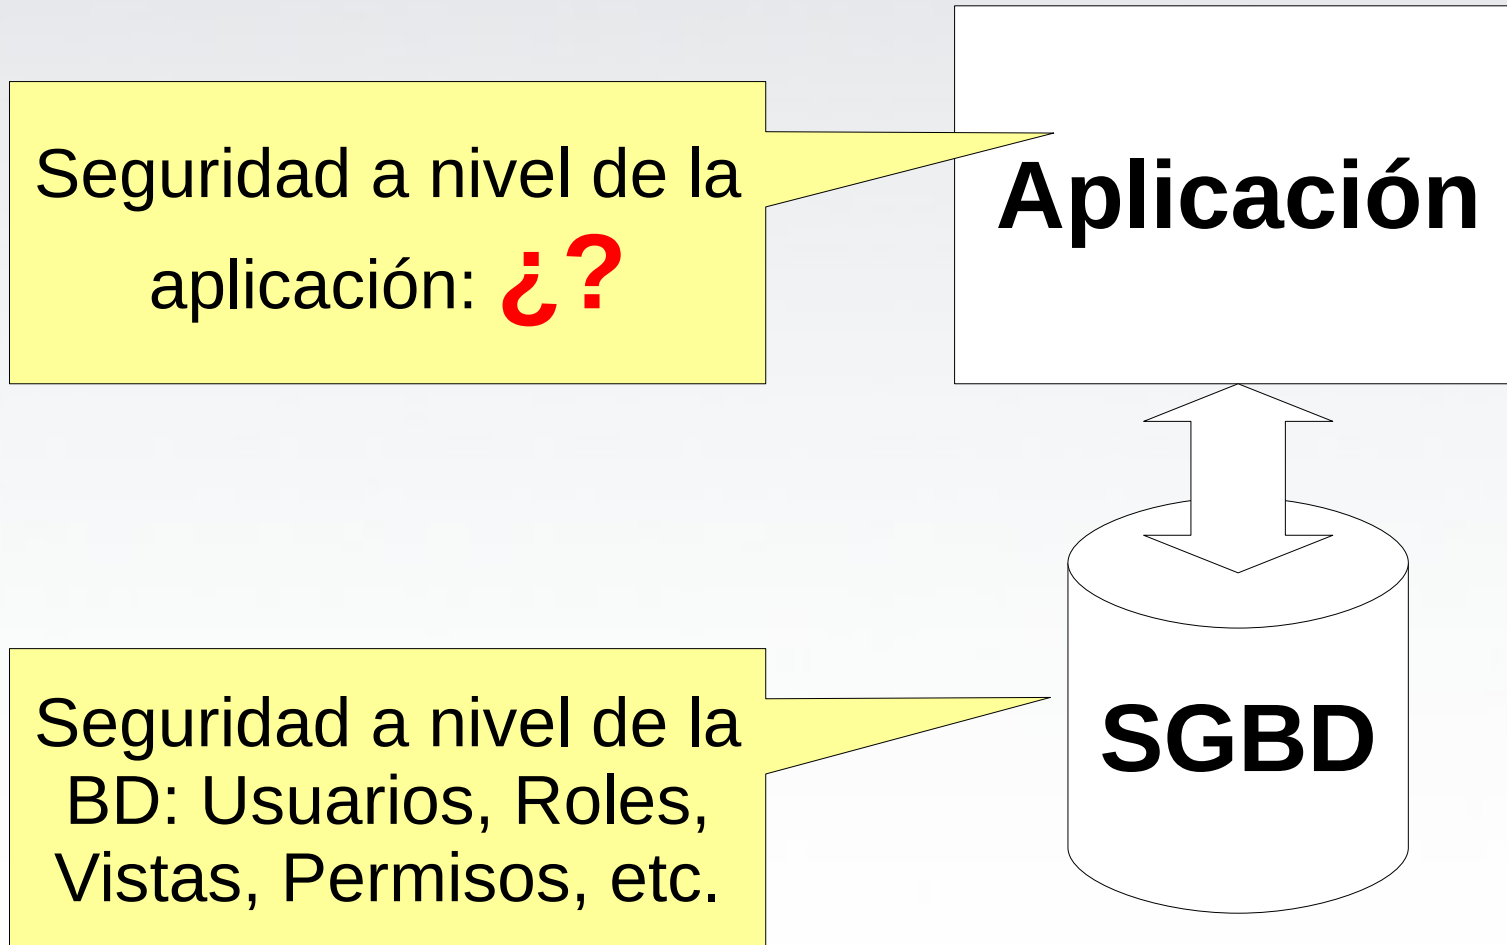 Seguridad a nivel de la
aplicación: ¿?
Aplicación
Seguridad a nivel de la
BD: Usuarios, Roles,
Vistas, Permisos, etc.
SGBD